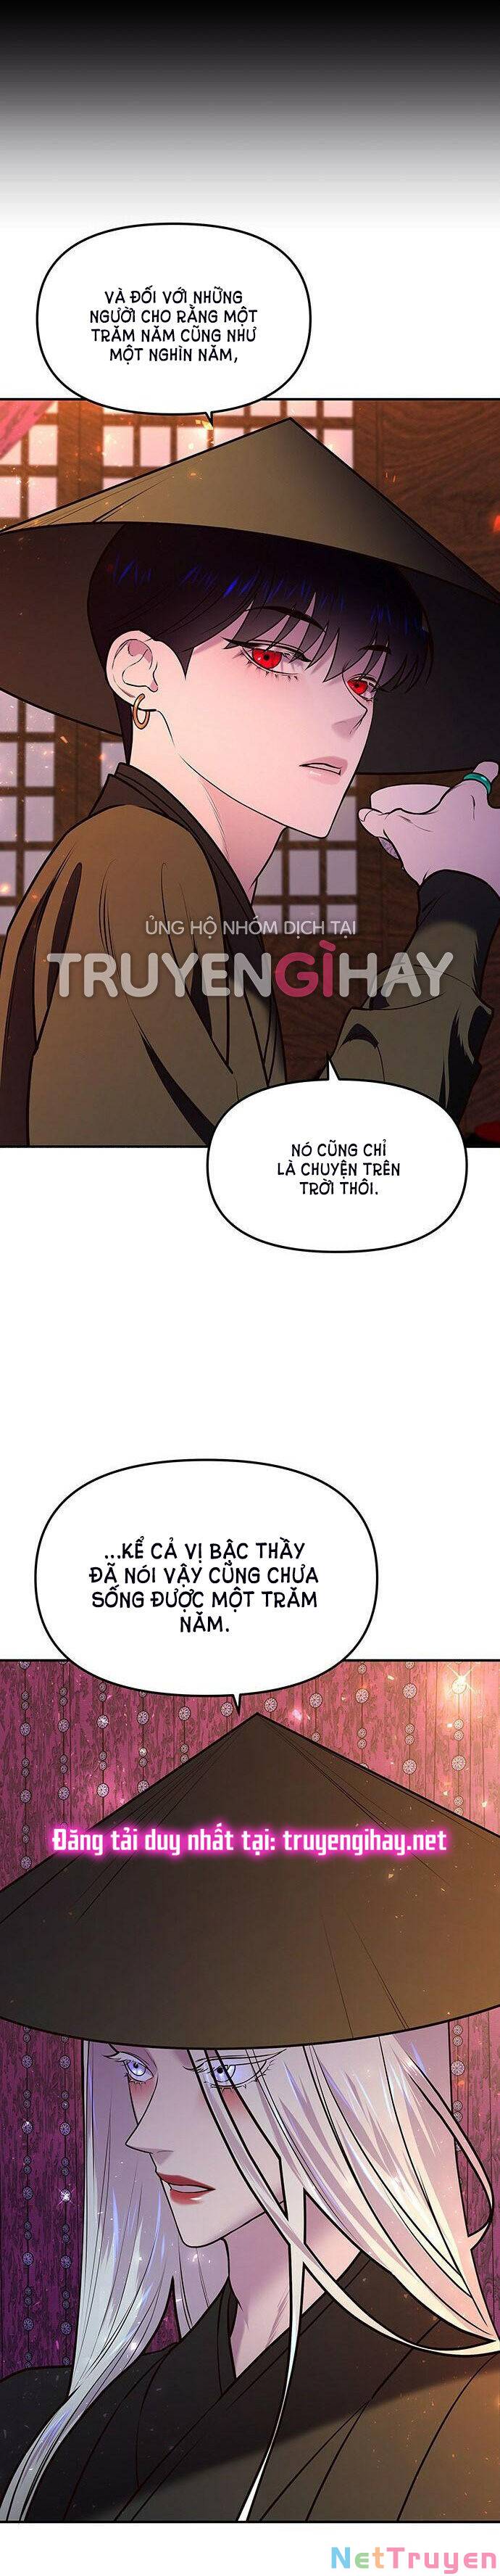 VÀ ĐỐI VỚI NHỮNG
NGƯỜI CHO RẰNG MỘT
TRĂM NĂM CŨNG NHƯ
MỘT NGHÌN NĂM,
ỦNG HỘ NHÓM DỊCH TẠI
TRUYENGÌHAY
NÓ CŨNG CHỈ
LÀ CHUYỆN TRÊN
TRỜI THÔI.
...KỂ CẢ VỊ BẬC THẦY
ĐÃ NÓI VẬY CŨNG CHƯA
SỐNG ĐƯỢC MỘT TRĂM
NĂM.
Đăng tải duy nhất tại: truyengihay.net
NetTruyen